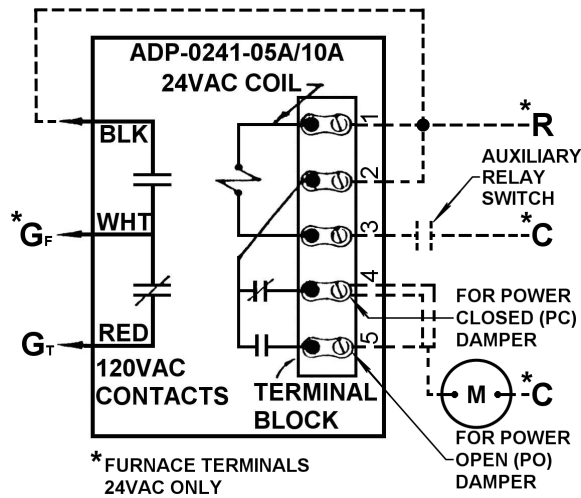 ADP-0241-05A/10A
24VAC COIL
1
*R
BLK
2
AUXILIARY
RELAY
SWITCH
*GF
WHT
3
*C
4
FOR POWER
CLOSED (PC)
DAMPER
GT
RED
5
120VAC
CONTACTS
TERMINAL
BLOCK
M
*C
FOR POWER
OPEN (PO)
DAMPER
*FURNACE TERMINALS
24VAC ONLY